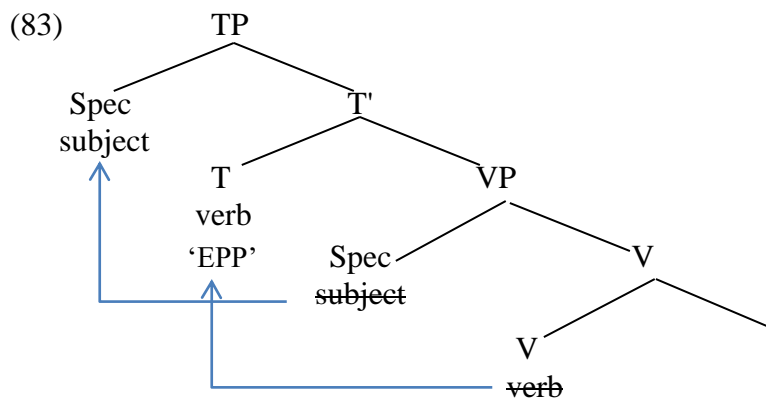 (83) TP
Spec T'
subject
T VP
verb
'EPP' Spec V
subject
V
verb